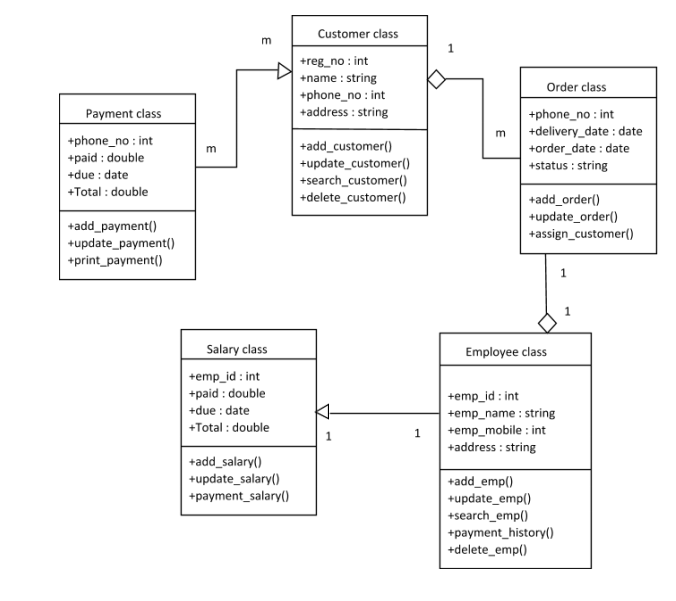 Customer class
+reg_no : int
+name : string
+phone_no : int
+address : string
+add_customer()
+update_customer()
+search_customer()
+delete_customer()
m
1
Payment class
+phone_no : int
+paid : double
+due : date
+Total : double
+add_payment()
+update_payment()
+print_payment()
m
Order class
+phone_no : int
+delivery_date : date
+order_date : date
+status : string
+add_order()
+update_order()
+assign_customer()
m
1
1
Salary class
+emp_id : int
+paid : double
+due : date
+Total : double
+add_salary()
+update_salary()
+payment_salary()
1
1
Employee class
+emp_id : int
+emp_name : string
+emp_mobile : int
+address : string
+add_emp()
+update_emp()
+search_emp()
+payment_history()
+delete_emp()